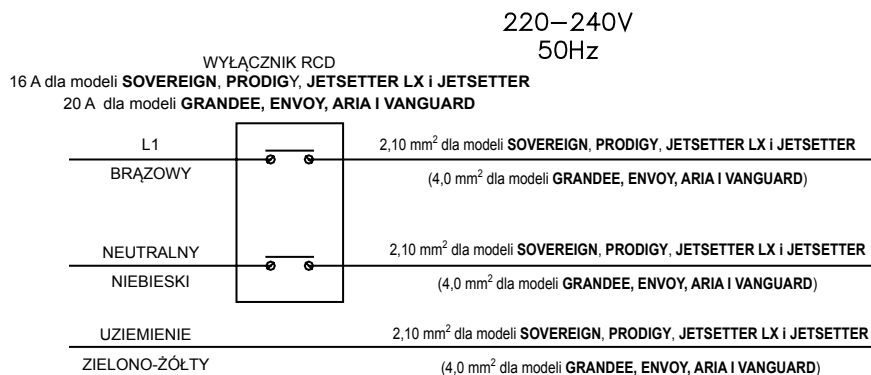 220–240V
50Hz
WYŁĄCZNIK RCD
16 A dla modeli SOVEREIGN, PRODIGY, JETSETTER LX i JETSETTER
20 A dla modeli GRANDEE, ENVOY, ARIA I VANGUARD
L1
2,10 mm² dla modeli SOVEREIGN, PRODIGY, JETSETTER LX i JETSETTER
BRĄZOWY
(4,0 mm² dla modeli GRANDEE, ENVOY, ARIA I VANGUARD)
NEUTRALNY
2,10 mm² dla modeli SOVEREIGN, PRODIGY, JETSETTER LX i JETSETTER
NIEBIESKI
(4,0 mm² dla modeli GRANDEE, ENVOY, ARIA I VANGUARD)
UZIEMIENIE
2,10 mm² dla modeli SOVEREIGN, PRODIGY, JETSETTER LX i JETSETTER
ZIELONO-ŻÓŁTY
(4,0 mm² dla modeli GRANDEE, ENVOY, ARIA I VANGUARD)